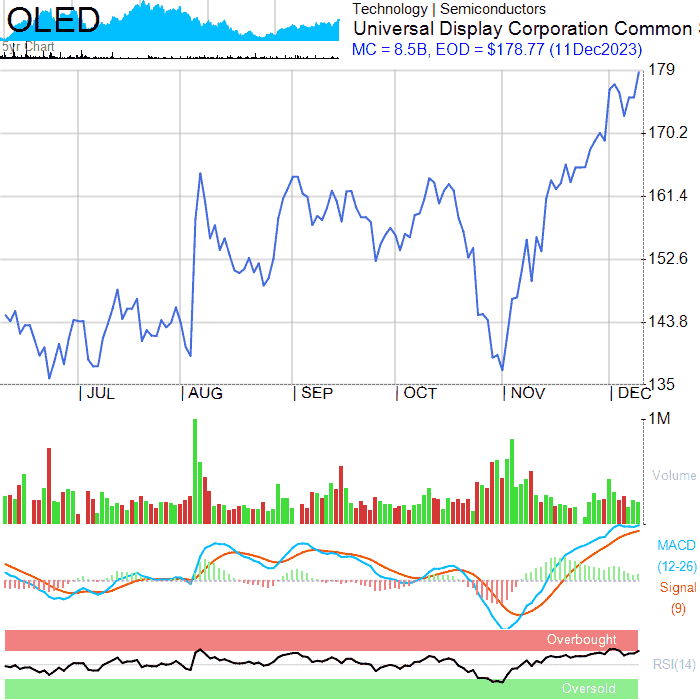 OLED
5yr Chart
Technology | Semiconductors
Universal Display Corporation Common
MC = 8.5B, EOD = $178.77 (11Dec2023)
179
170.2
161.4
152.6
143.8
135
JUL AUG SEP OCT NOV DEC
1M
Volume
MACD
(12-26)
Signal
(9)
Overbought
RSI(14)
Oversold